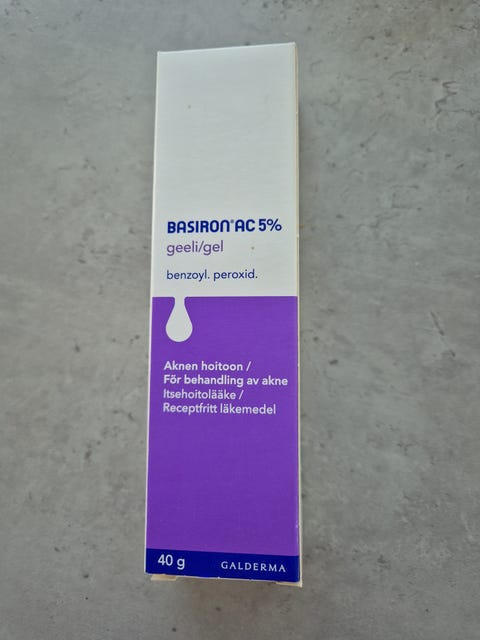 BASIRON® AC 5%
geeli/gel
benzoyl. peroxid.
Aknen hoitoon /
För behandling av akne
Itsehoitolääke /
Receptfritt läkemedel
40 g GALDERMA